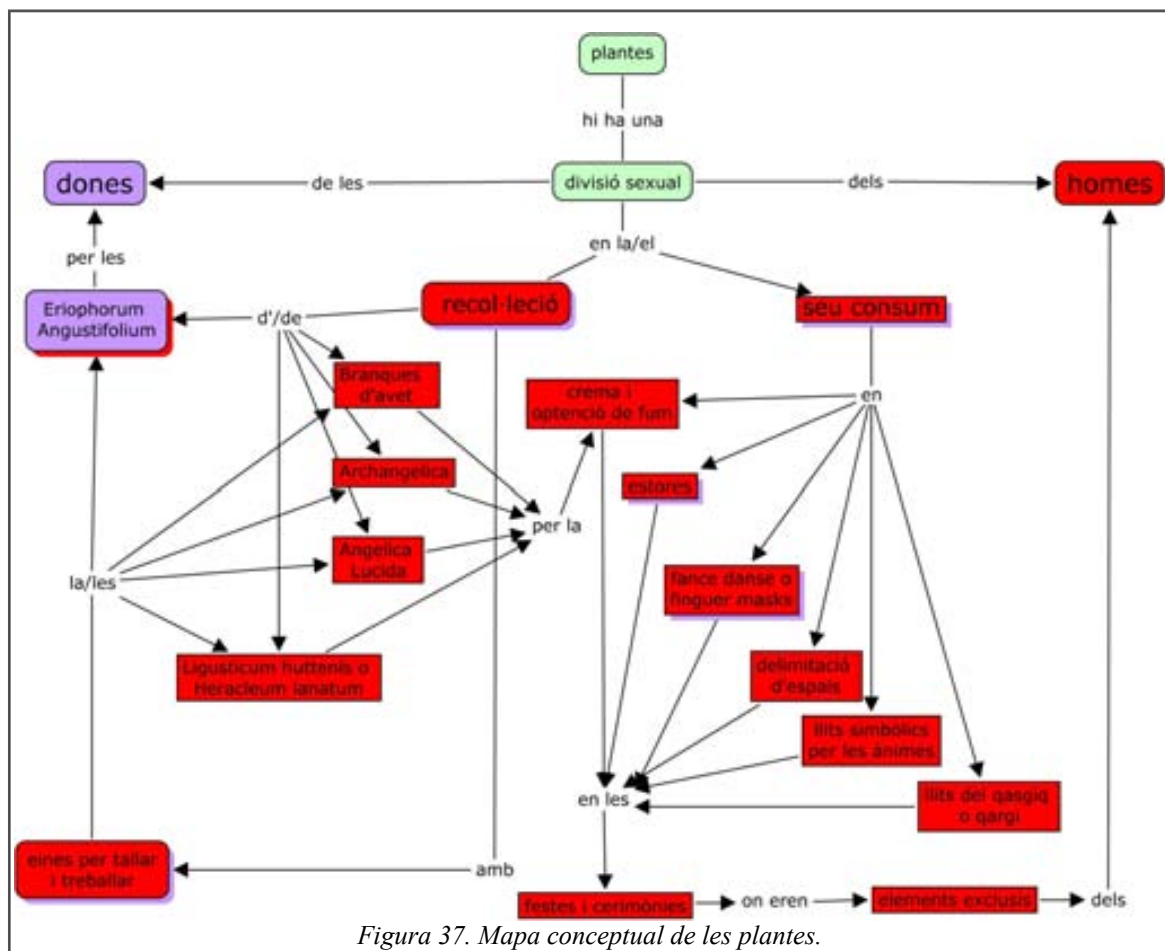 plantes
hi ha una
dones
de les
divisió sexual
dels
homes
per les
en la/el
Eriophorum
Angustifolium
d'/de
recol·leció
seu consum
Branques
d'avet
crema i
optenció de fum
en
Archangelica
estores
per la
Angelica
Lucida
la/les
fance danse o
finguer masks
Ligusticum huttenis o
Heracleum lanatum
delimitació
d'espais
llits simbòlics
per les ànimes
en les
llits del qasgiq
o qargi
eines per tallar
i treballar
amb
festes i cerimònies
on eren
elements exclusis
dels
Figura 37. Mapa conceptual de les plantes.